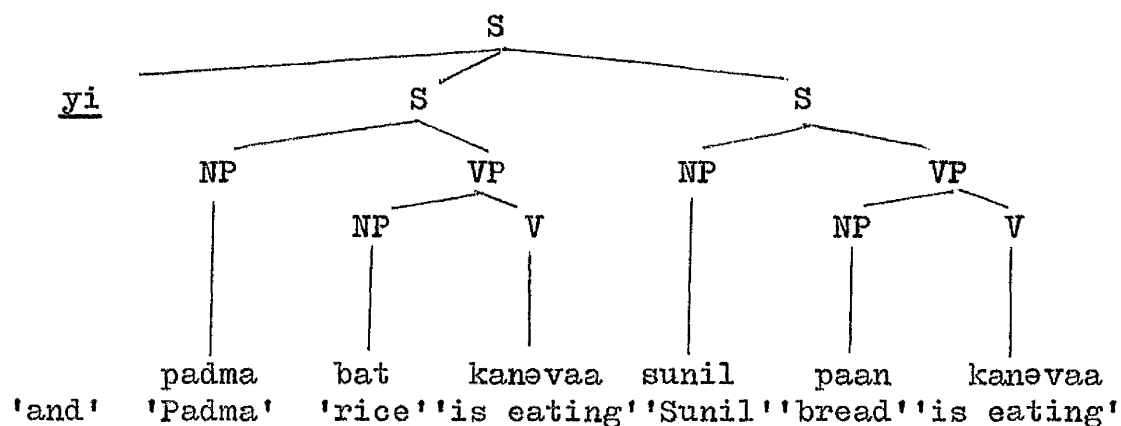 S
yi S S
NP VP NP VP
NP V NP V
padma bat kanəvaa sunil paan kanəvaa
'and' 'Padma' 'rice' 'is eating' 'Sunil' 'bread' 'is eating'